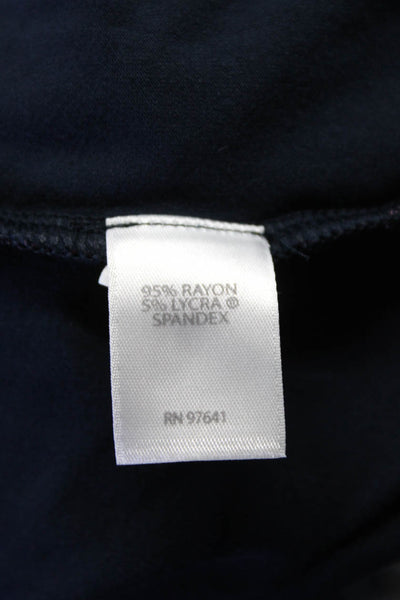 95% RAYON
5% LYCRA ®
SPANDEX
RN 97641